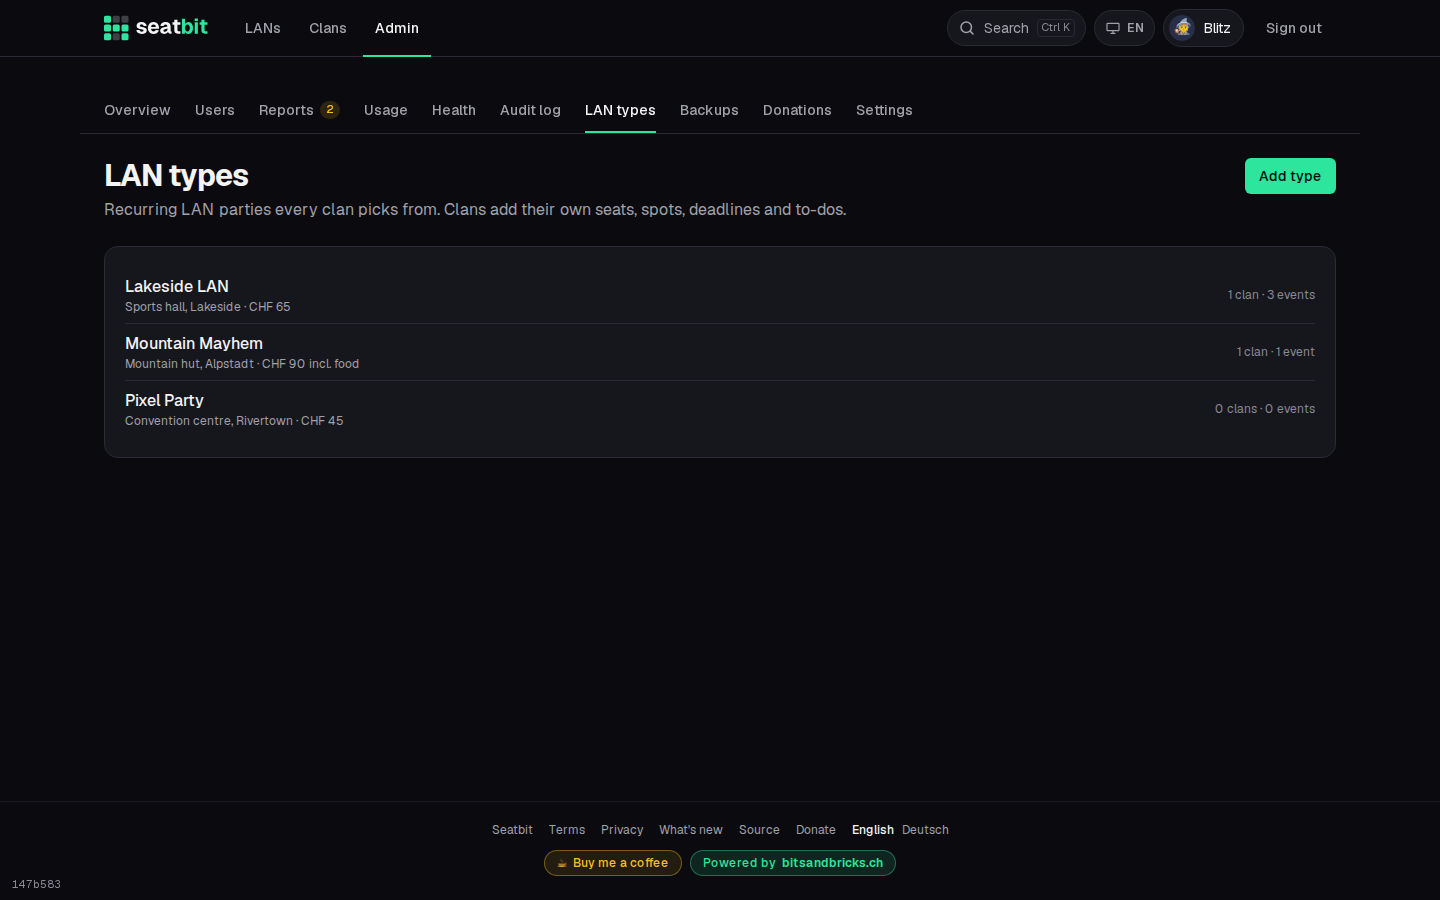 seatbit LANs Clans Admin Search Ctrl K EN Blitz Sign out
Overview Users Reports 2 Usage Health Audit log LAN types Backups Donations Settings
LAN types
Add type
Recurring LAN parties every clan picks from. Clans add their own seats, spots, deadlines and to-dos.
Lakeside LAN
Sports hall, Lakeside · CHF 65
1 clan · 3 events
Mountain Mayhem
Mountain hut, Alpstadt · CHF 90 incl. food
1 clan · 1 event
Pixel Party
Convention centre, Rivertown · CHF 45
0 clans · 0 events
Seatbit Terms Privacy What's new Source Donate English Deutsch
Buy me a coffee Powered by bitsandbricks.ch
147b583